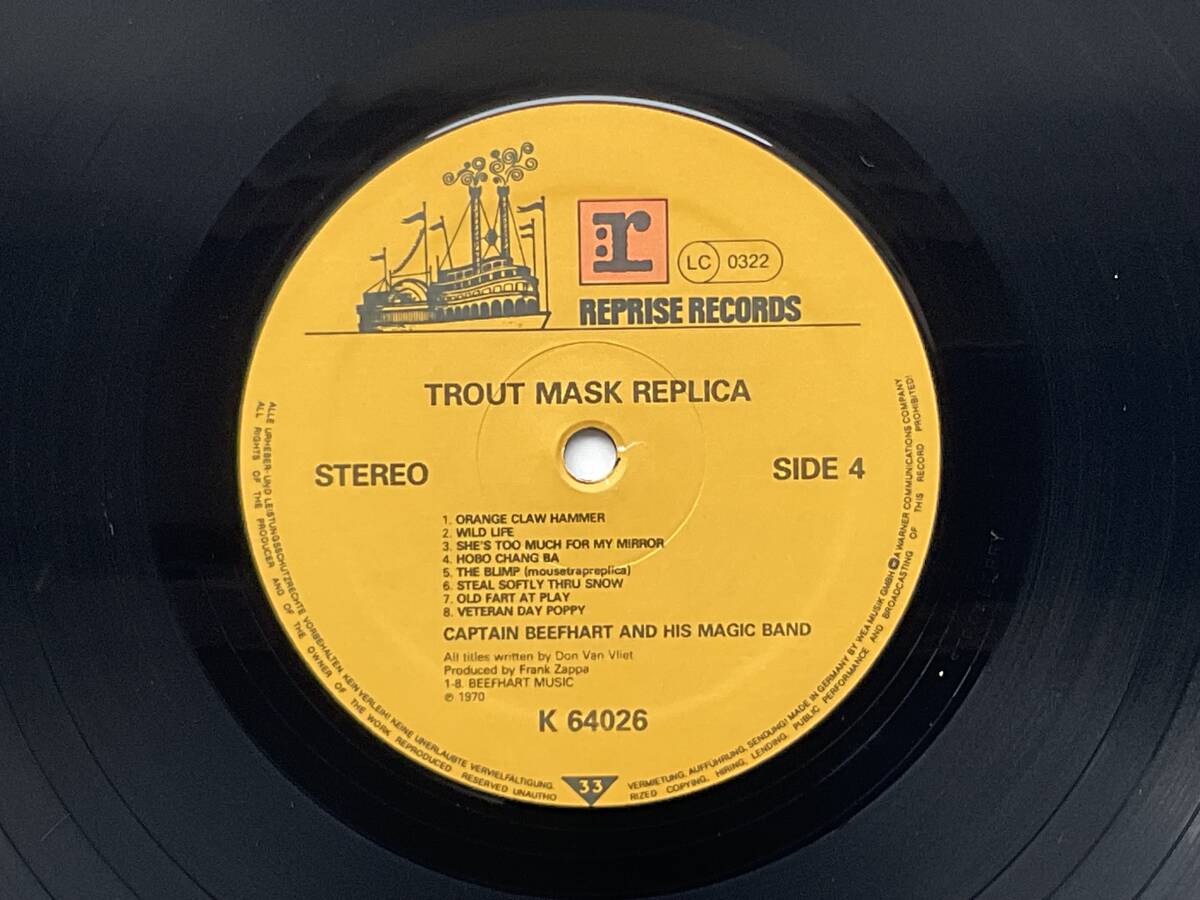 r
LC 0322
REPRISE RECORDS
TROUT MASK REPLICA
STEREO
SIDE 4
1. ORANGE CLAW HAMMER
2. WILD LIFE
3. SHE'S TOO MUCH FOR MY MIRROR
4. HOBO CHANG BA
5. THE BLIMP (mousetrapreplica)
6. STEAL SOFTLY THRU SNOW
7. OLD FART AT PLAY
8. VETERAN DAY POPPY
CAPTAIN BEEFHART AND HIS MAGIC BAND
All titles written by Don Van Vliet
Produced by Frank Zappa
1-8. BEEFHART MUSIC
℗ 1970
K 64026
33
ALLE URHEBER- UND LEISTUNGSSCHUTZRECHTE VORBEHALTEN. KEIN VERLEIH! KEINE UNERLAUBTE VERVIELFÄLTIGUNG,
VERMIETUNG, AUFFÜHRUNG, SENDUNG! MADE IN GERMANY BY WEA MUSIK GMBH A WARNER COMMUNICATIONS COMPANY
ALL RIGHTS OF THE PRODUCER AND OF THE OWNER OF THE WORK REPRODUCED RESERVED UNAUTHO
RIZED COPYING, HIRING, LENDING, PUBLIC PERFORMANCE AND BROADCASTING OF THIS RECORD PROHIBITED!